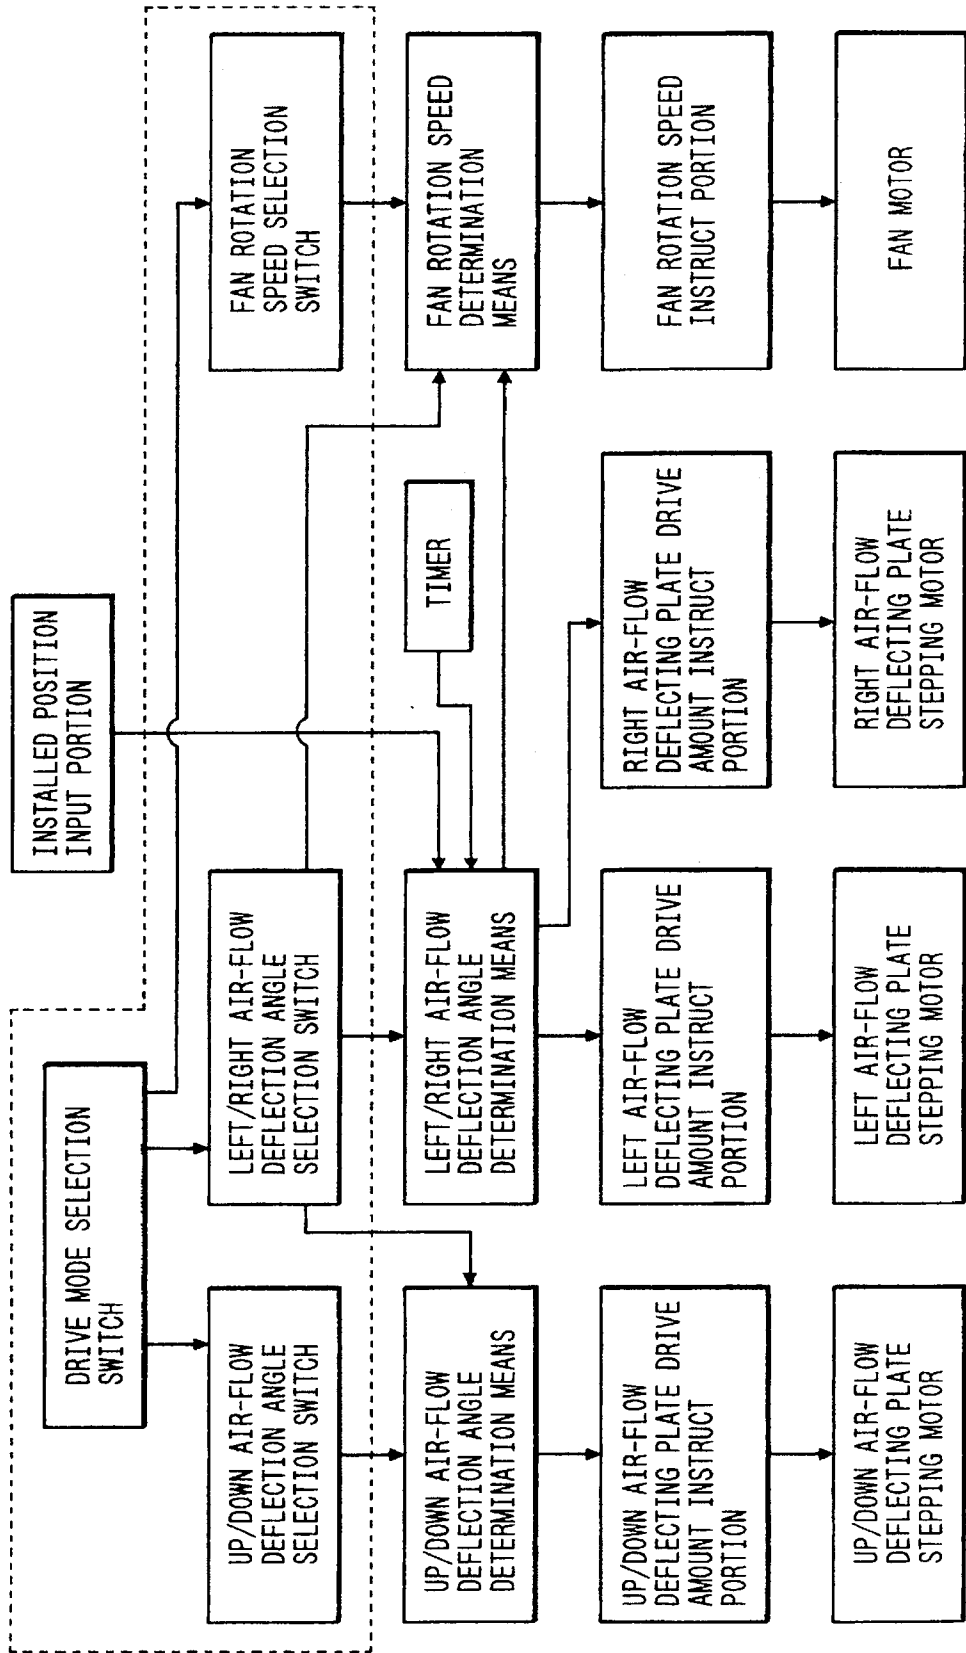 INSTALLED POSITION
INPUT PORTION
DRIVE MODE SELECTION
SWITCH
UP/DOWN AIR-FLOW
DEFLECTION ANGLE
SELECTION SWITCH
LEFT/RIGHT AIR-FLOW
DEFLECTION ANGLE
SELECTION SWITCH
FAN ROTATION
SPEED SELECTION
SWITCH
UP/DOWN AIR-FLOW
DEFLECTION ANGLE
DETERMINATION MEANS
LEFT/RIGHT AIR-FLOW
DEFLECTION ANGLE
DETERMINATION MEANS
TIMER
FAN ROTATION SPEED
DETERMINATION
MEANS
UP/DOWN AIR-FLOW
DEFLECTING PLATE DRIVE
AMOUNT INSTRUCT
PORTION
LEFT AIR-FLOW
DEFLECTING PLATE DRIVE
AMOUNT INSTRUCT
PORTION
RIGHT AIR-FLOW
DEFLECTING PLATE DRIVE
AMOUNT INSTRUCT
PORTION
FAN ROTATION SPEED
INSTRUCT PORTION
UP/DOWN AIR-FLOW
DEFLECTING PLATE
STEPPING MOTOR
LEFT AIR-FLOW
DEFLECTING PLATE
STEPPING MOTOR
RIGHT AIR-FLOW
DEFLECTING PLATE
STEPPING MOTOR
FAN MOTOR